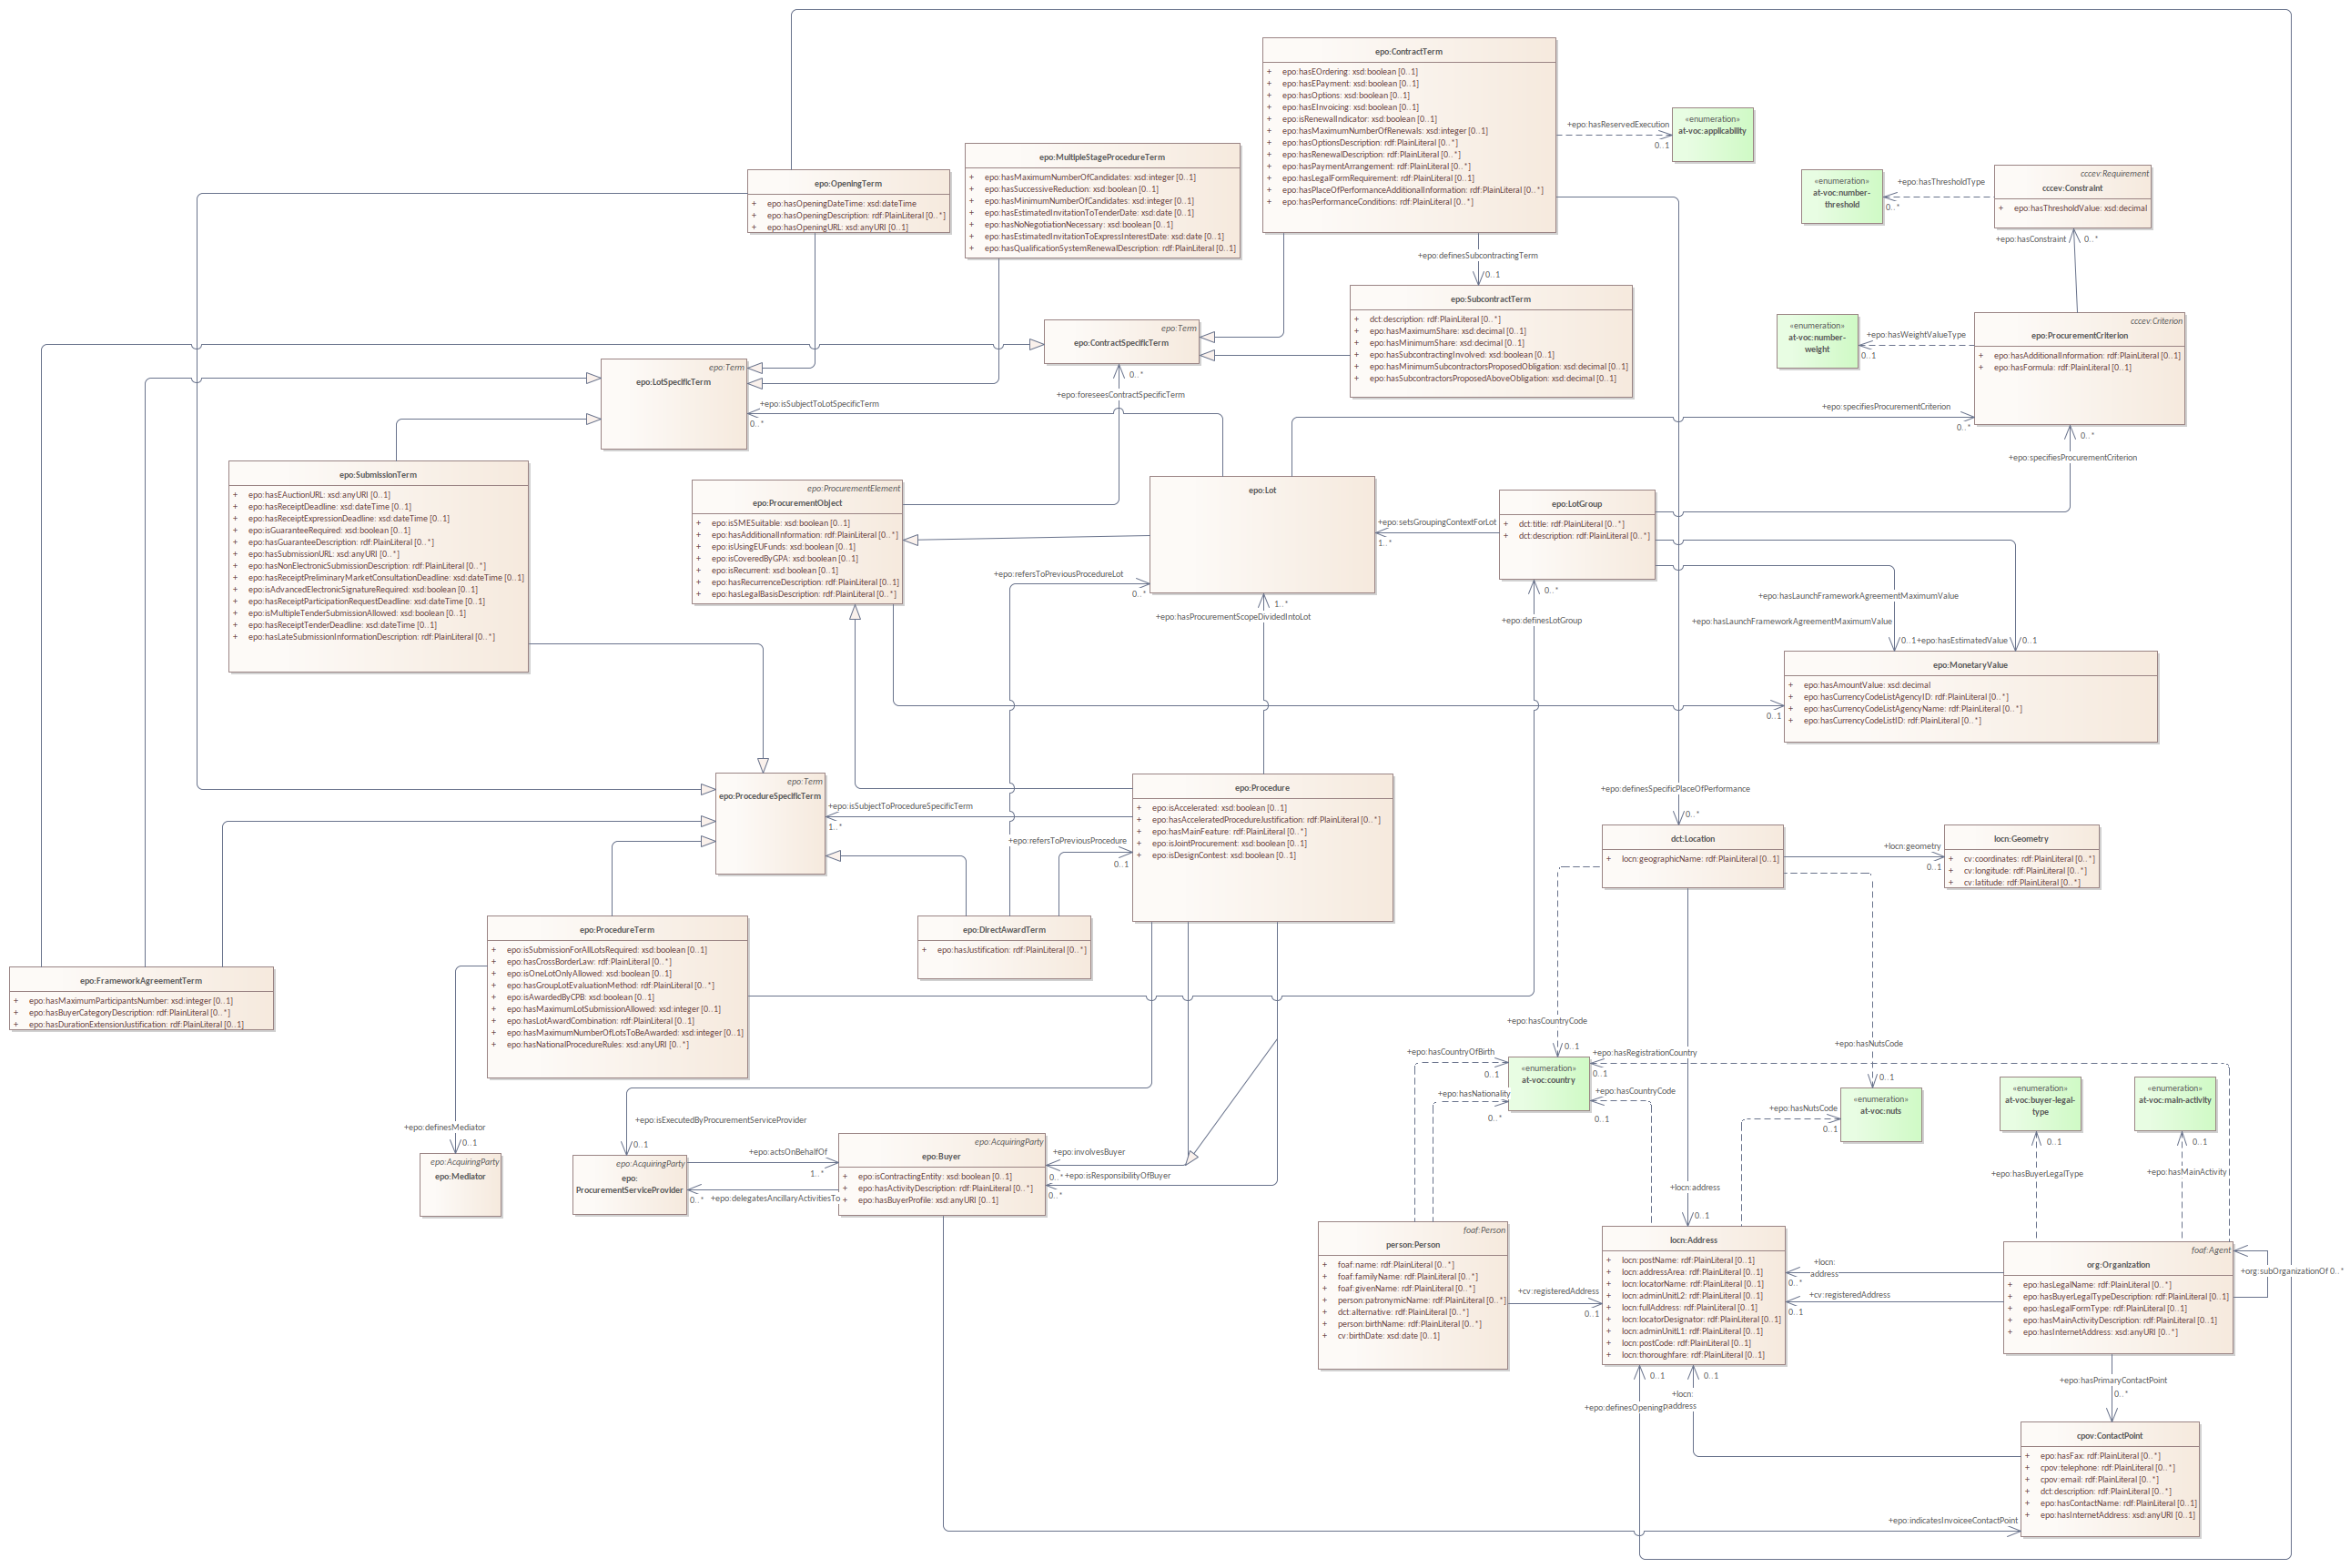 epo:ContractTerm
+ epo:hasEOrdering: xsd:boolean [0..1]
+ epo:hasEPayment: xsd:boolean [0..1]
+ epo:hasOptions: xsd:boolean [0..1]
+ epo:hasEInvoicing: xsd:boolean [0..1]
+ epo:isRenewalIndicator: xsd:boolean [0..1]
+ epo:hasMaximumNumberOfRenewals: xsd:integer [0..1]
+ epo:hasOptionsDescription: rdf:PlainLiteral [0..*]
+ epo:hasRenewalDescription: rdf:PlainLiteral [0..*]
+ epo:hasPaymentArrangement: rdf:PlainLiteral [0..*]
+ epo:hasLegalFormRequirement: rdf:PlainLiteral [0..1]
+ epo:hasPlaceOfPerformanceAdditionalInformation: rdf:PlainLiteral [0..*]
+ epo:hasPerformanceConditions: rdf:PlainLiteral [0..*]
+epo:hasReservedExecution
0..1
«enumeration»
at-voc:applicability
epo:MultipleStageProcedureTerm
+ epo:hasMaximumNumberOfCandidates: xsd:integer [0..1]
+ epo:hasSuccessiveReduction: xsd:boolean [0..1]
+ epo:hasMinimumNumberOfCandidates: xsd:integer [0..1]
+ epo:hasEstimatedInvitationToTenderDate: xsd:date [0..1]
+ epo:hasNoNegotiationNecessary: xsd:boolean [0..1]
+ epo:hasEstimatedInvitationToExpressInterestDate: xsd:date [0..1]
+ epo:hasQualificationSystemRenewalDescription: rdf:PlainLiteral [0..1]
epo:OpeningTerm
+ epo:hasOpeningDateTime: xsd:dateTime
+ epo:hasOpeningDescription: rdf:PlainLiteral [0..*]
+ epo:hasOpeningURL: xsd:anyURI [0..1]
«enumeration»
at-voc:number-
threshold
+epo:hasThresholdType
0..*
cccev:Requirement
cccev:Constraint
+ epo:hasThresholdValue: xsd:decimal
+epo:hasConstraint
0..*
+epo:definesSubcontractingTerm
0..1
epo:SubcontractTerm
+ dct:description: rdf:PlainLiteral [0..*]
+ epo:hasMaximumShare: xsd:decimal [0..1]
+ epo:hasMinimumShare: xsd:decimal [0..1]
+ epo:hasSubcontractingInvolved: xsd:boolean [0..1]
+ epo:hasMinimumSubcontractorsProposedObligation: xsd:decimal [0..1]
+ epo:hasSubcontractorsProposedAboveObligation: xsd:decimal [0..1]
epo:Term
epo:ContractSpecificTerm
0..*
+epo:foreseesContractSpecificTerm
«enumeration»
at-voc:number-
weight
+epo:hasWeightValueType
0..1
cccev:Criterion
epo:ProcurementCriterion
+ epo:hasAdditionalInformation: rdf:PlainLiteral [0..*]
+ epo:hasFormula: rdf:PlainLiteral [0..1]
epo:Term
epo:LotSpecificTerm
+epo:isSubjectToLotSpecificTerm
0..*
+epo:specifiesProcurementCriterion
0..*
0..*
+epo:specifiesProcurementCriterion
epo:SubmissionTerm
+ epo:hasEAuctionURL: xsd:anyURI [0..1]
+ epo:hasReceiptDeadline: xsd:dateTime [0..1]
+ epo:hasReceiptExpressionDeadline: xsd:dateTime [0..1]
+ epo:isGuaranteeRequired: xsd:boolean [0..1]
+ epo:hasGuaranteeDescription: rdf:PlainLiteral [0..*]
+ epo:hasSubmissionURL: xsd:anyURI [0..*]
+ epo:hasNonElectronicSubmissionDescription: rdf:PlainLiteral [0..*]
+ epo:hasReceiptPreliminaryMarketConsultationDeadline: xsd:dateTime [0..1]
+ epo:isAdvancedElectronicSignatureRequired: xsd:boolean [0..1]
+ epo:hasReceiptParticipationRequestDeadline: xsd:dateTime [0..1]
+ epo:isMultipleTenderSubmissionAllowed: xsd:boolean [0..1]
+ epo:hasReceiptTenderDeadline: xsd:dateTime [0..1]
+ epo:hasLateSubmissionInformationDescription: rdf:PlainLiteral [0..*]
epo:ProcurementElement
epo:ProcurementObject
+ epo:isSMESuitable: xsd:boolean [0..1]
+ epo:hasAdditionalInformation: rdf:PlainLiteral [0..*]
+ epo:isUsingEUFunds: xsd:boolean [0..1]
+ epo:isCoveredByGPA: xsd:boolean [0..1]
+ epo:isRecurrent: xsd:boolean [0..1]
+ epo:hasRecurrenceDescription: rdf:PlainLiteral [0..1]
+ epo:hasLegalBasisDescription: rdf:PlainLiteral [0..*]
epo:Lot
+epo:setsGroupingContextForLot
1..*
epo:LotGroup
+ dct:title: rdf:PlainLiteral [0..*]
+ dct:description: rdf:PlainLiteral [0..*]
+epo:refersToPreviousProcedureLot
0..*
1..*
+epo:hasProcurementScopeDividedIntoLot
0..*
+epo:definesLotGroup
+epo:hasLaunchFrameworkAgreementMaximumValue
+epo:hasLaunchFrameworkAgreementMaximumValue
0..1
+epo:hasEstimatedValue
0..1
epo:MonetaryValue
+ epo:hasAmountValue: xsd:decimal
+ epo:hasCurrencyCodeListAgencyID: rdf:PlainLiteral [0..*]
+ epo:hasCurrencyCodeListAgencyName: rdf:PlainLiteral [0..*]
+ epo:hasCurrencyCodeListID: rdf:PlainLiteral [0..*]
0..1
epo:Term
epo:ProcedureSpecificTerm
+epo:isSubjectToProcedureSpecificTerm
1..*
epo:Procedure
+ epo:isAccelerated: xsd:boolean [0..1]
+ epo:hasAcceleratedProcedureJustification: rdf:PlainLiteral [0..*]
+ epo:hasMainFeature: rdf:PlainLiteral [0..*]
+ epo:isJointProcurement: xsd:boolean [0..1]
+ epo:isDesignContest: xsd:boolean [0..1]
+epo:refersToPreviousProcedure
0..1
+epo:definesSpecificPlaceOfPerformance
0..*
dct:Location
+ locn:geographicName: rdf:PlainLiteral [0..1]
+locn:geometry
0..1
locn:Geometry
+ cv:coordinates: rdf:PlainLiteral [0..*]
+ cv:longitude: rdf:PlainLiteral [0..*]
+ cv:latitude: rdf:PlainLiteral [0..*]
epo:ProcedureTerm
+ epo:isSubmissionForAllLotsRequired: xsd:boolean [0..1]
+ epo:hasCrossBorderLaw: rdf:PlainLiteral [0..*]
+ epo:isOneLotOnlyAllowed: xsd:boolean [0..1]
+ epo:hasGroupLotEvaluationMethod: rdf:PlainLiteral [0..*]
+ epo:isAwardedByCPB: xsd:boolean [0..1]
+ epo:hasMaximumLotSubmissionAllowed: xsd:integer [0..1]
+ epo:hasLotAwardCombination: rdf:PlainLiteral [0..1]
+ epo:hasMaximumNumberOfLotsToBeAwarded: xsd:integer [0..1]
+ epo:hasNationalProcedureRules: xsd:anyURI [0..*]
epo:DirectAwardTerm
+ epo:hasJustification: rdf:PlainLiteral [0..*]
epo:FrameworkAgreementTerm
+ epo:hasMaximumParticipantsNumber: xsd:integer [0..1]
+ epo:hasBuyerCategoryDescription: rdf:PlainLiteral [0..*]
+ epo:hasDurationExtensionJustification: rdf:PlainLiteral [0..1]
+epo:hasCountryCode
0..1
+epo:hasCountryOfBirth
0..1
+epo:hasNationality
0..*
«enumeration»
at-voc:country
+epo:hasRegistrationCountry
0..1
+epo:hasCountryCode
0..1
+epo:hasNutsCode
0..1
+epo:hasNutsCode
0..1
«enumeration»
at-voc:nuts
«enumeration»
at-voc:buyer-legal-
type
0..1
+epo:hasBuyerLegalType
«enumeration»
at-voc:main-activity
0..1
+epo:hasMainActivity
+epo:definesMediator
0..1
epo:AcquiringParty
epo:Mediator
+epo:isExecutedByProcurementServiceProvider
0..1
epo:AcquiringParty
epo:
ProcurementServiceProvider
+epo:actsOnBehalfOf
1..*
0..*
+epo:delegatesAncillaryActivitiesTo
epo:AcquiringParty
epo:Buyer
+ epo:isContractingEntity: xsd:boolean [0..1]
+ epo:hasActivityDescription: rdf:PlainLiteral [0..*]
+ epo:hasBuyerProfile: xsd:anyURI [0..1]
+epo:involvesBuyer
0..*
+epo:isResponsibilityOfBuyer
0..*
foaf:Person
person:Person
+ foaf:name: rdf:PlainLiteral [0..*]
+ foaf:familyName: rdf:PlainLiteral [0..*]
+ foaf:givenName: rdf:PlainLiteral [0..*]
+ person:patronymicName: rdf:PlainLiteral [0..*]
+ dct:alternative: rdf:PlainLiteral [0..*]
+ person:birthName: rdf:PlainLiteral [0..*]
+ cv:birthDate: xsd:date [0..1]
+cv:registeredAddress
0..1
+locn:address
0..1
locn:Address
+ locn:postName: rdf:PlainLiteral [0..1]
+ locn:addressArea: rdf:PlainLiteral [0..1]
+ locn:locatorName: rdf:PlainLiteral [0..1]
+ locn:adminUnitL2: rdf:PlainLiteral [0..1]
+ locn:fullAddress: rdf:PlainLiteral [0..1]
+ locn:locatorDesignator: rdf:PlainLiteral [0..1]
+ locn:adminUnitL1: rdf:PlainLiteral [0..1]
+ locn:postCode: rdf:PlainLiteral [0..1]
+ locn:thoroughfare: rdf:PlainLiteral [0..1]
+locn:
address
0..*
+cv:registeredAddress
0..1
foaf:Agent
org:Organization
+ epo:hasLegalName: rdf:PlainLiteral [0..*]
+ epo:hasBuyerLegalTypeDescription: rdf:PlainLiteral [0..1]
+ epo:hasLegalFormType: rdf:PlainLiteral [0..1]
+ epo:hasMainActivityDescription: rdf:PlainLiteral [0..1]
+ epo:hasInternetAddress: xsd:anyURI [0..*]
+org:subOrganizationOf 0..*
0..1
0..1
+locn:
address
+epo:definesOpening
+epo:hasPrimaryContactPoint
0..*
cpov:ContactPoint
+ epo:hasFax: rdf:PlainLiteral [0..*]
+ cpov:telephone: rdf:PlainLiteral [0..*]
+ cpov:email: rdf:PlainLiteral [0..*]
+ dct:description: rdf:PlainLiteral [0..*]
+ epo:hasContactName: rdf:PlainLiteral [0..1]
+ epo:hasInternetAddress: xsd:anyURI [0..1]
+epo:indicatesInvoiceeContactPoint
0..1